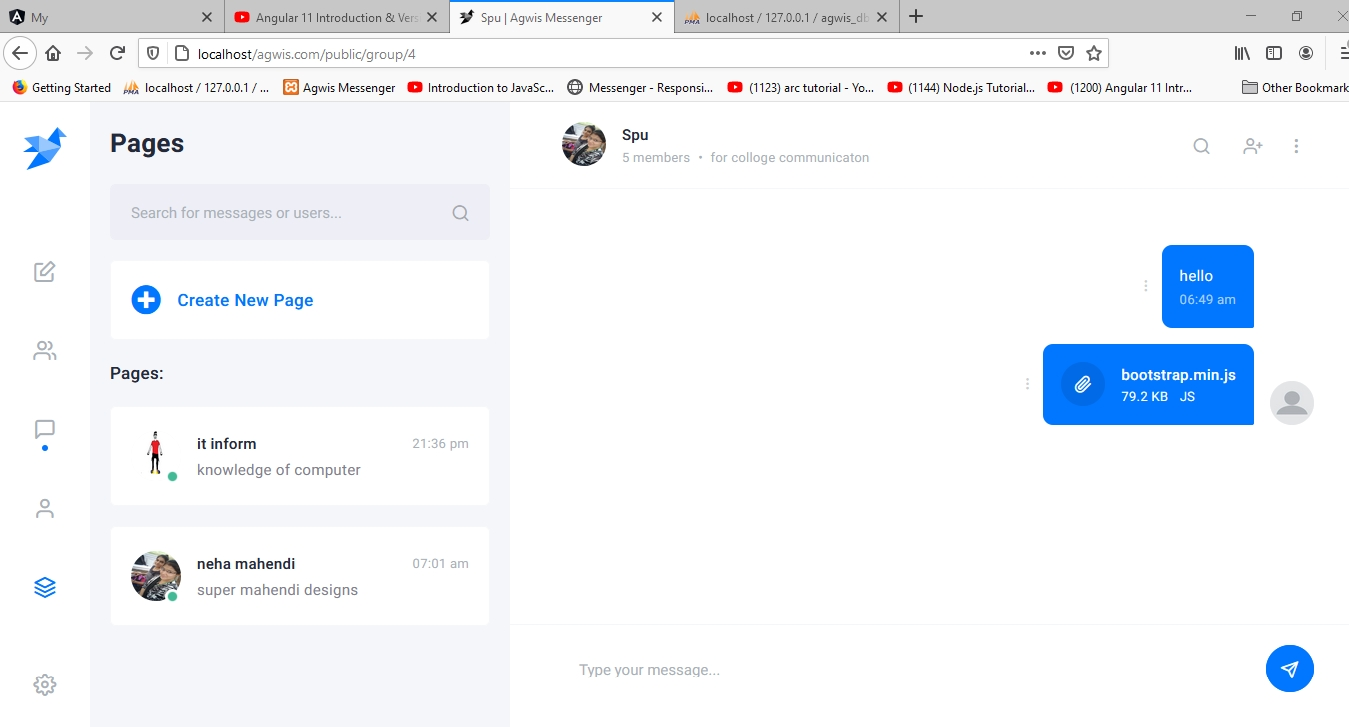 My
Angular 11 Introduction & Vers
Spu | Agwis Messenger
localhost / 127.0.0.1 / agwis_db
localhost/agwis.com/public/group/4
Getting Started
localhost / 127.0.0.1 / ...
Agwis Messenger
Introduction to JavaSc...
Messenger - Responsi...
(1123) arc tutorial - Yo...
(1144) Node.js Tutorial...
(1200) Angular 11 Intr...
Other Bookmark
Pages
Search for messages or users...
Create New Page
Pages:
it inform 21:36 pm
knowledge of computer
neha mahendi 07:01 am
super mahendi designs
Spu
5 members • for colloge communicaton
hello
06:49 am
bootstrap.min.js
79.2 KB JS
Type your message...